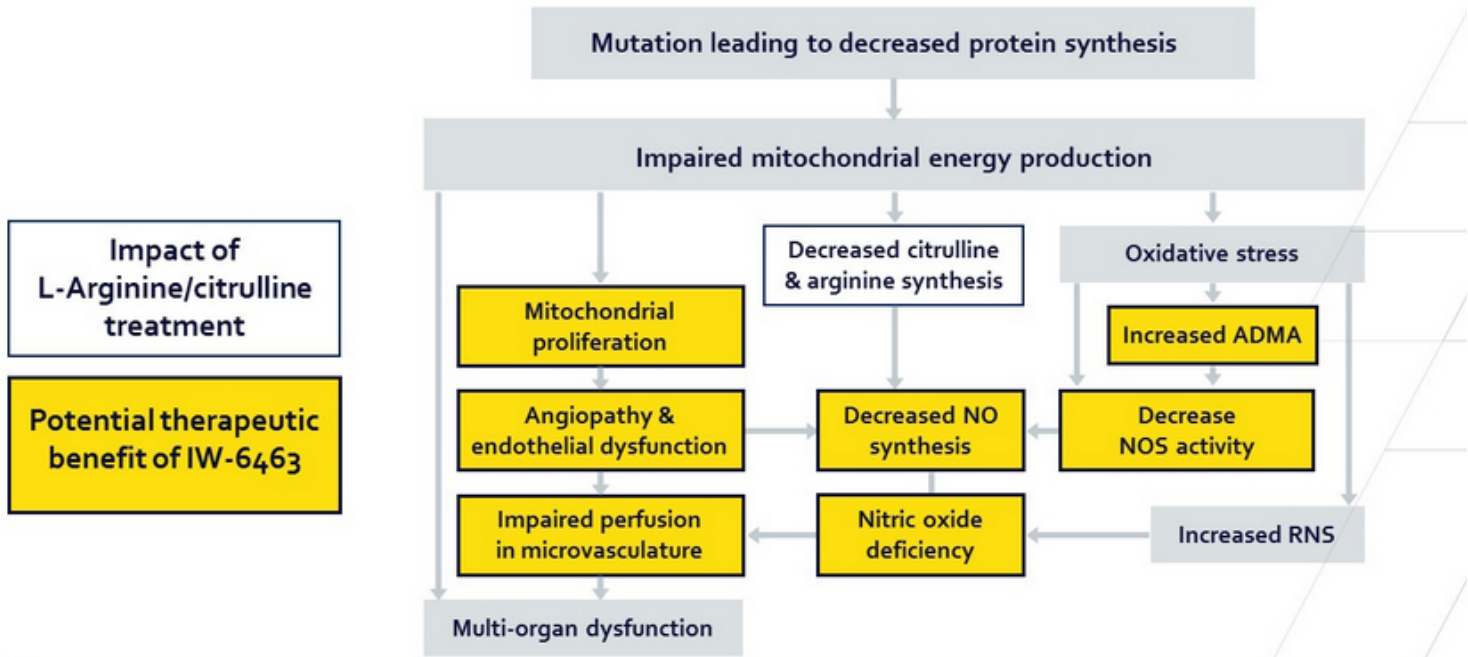 Mutation leading to decreased protein synthesis
Impaired mitochondrial energy production
Impact of
L-Arginine/citrulline
treatment
Potential therapeutic
benefit of IW-6463
Decreased citrulline
& arginine synthesis
Oxidative stress
Mitochondrial
proliferation
Increased ADMA
Angiopathy &
endothelial dysfunction
Decreased NO
synthesis
Decrease
NOS activity
Impaired perfusion
in microvasculature
Nitric oxide
deficiency
Increased RNS
Multi-organ dysfunction